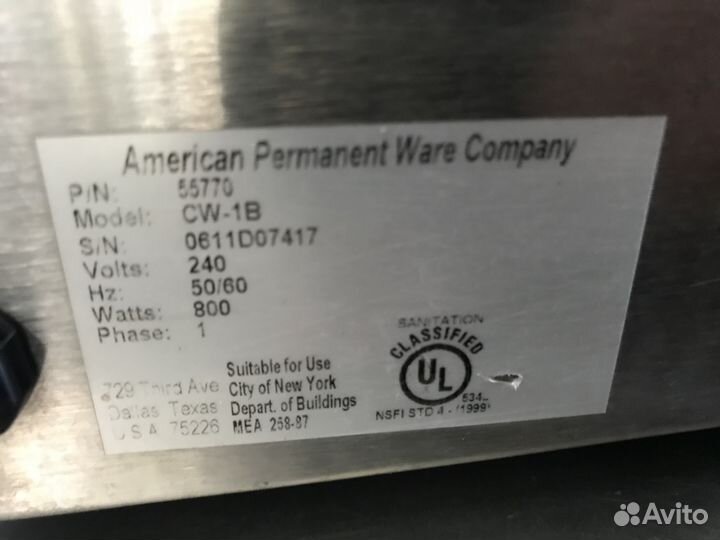 American Permanent Ware Company
P/N: 55770
Model: CW-1B
S/N: 0611D07417
Volts: 240
Hz: 50/60
Watts: 800
Phase: 1
729 Third Ave
Dallas Texas
U S A 75226
Suitable for Use
City of New York
Depart. of Buildings
MEA 258-87
SANITATION
CLASSIFIED
UL
NSFI STD 4 - (1999)
Avito